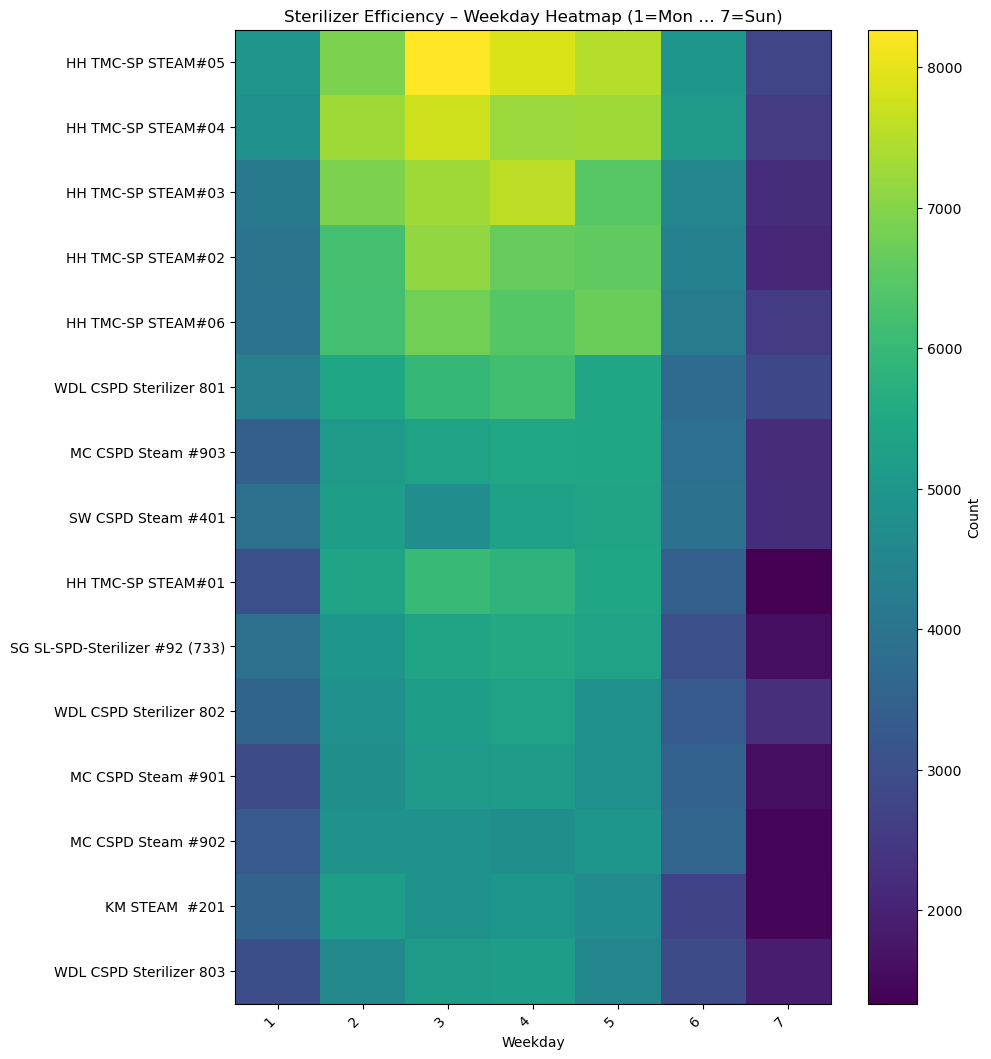 Sterilizer Efficiency – Weekday Heatmap (1=Mon … 7=Sun)
HH TMC-SP STEAM#05
HH TMC-SP STEAM#04
HH TMC-SP STEAM#03
HH TMC-SP STEAM#02
HH TMC-SP STEAM#06
WDL CSPD Sterilizer 801
MC CSPD Steam #903
SW CSPD Steam #401
HH TMC-SP STEAM#01
SG SL-SPD-Sterilizer #92 (733)
WDL CSPD Sterilizer 802
MC CSPD Steam #901
MC CSPD Steam #902
KM STEAM  #201
WDL CSPD Sterilizer 803
1 2 3 4 5 6 7
Weekday
8000
7000
6000
5000
4000
3000
2000
Count